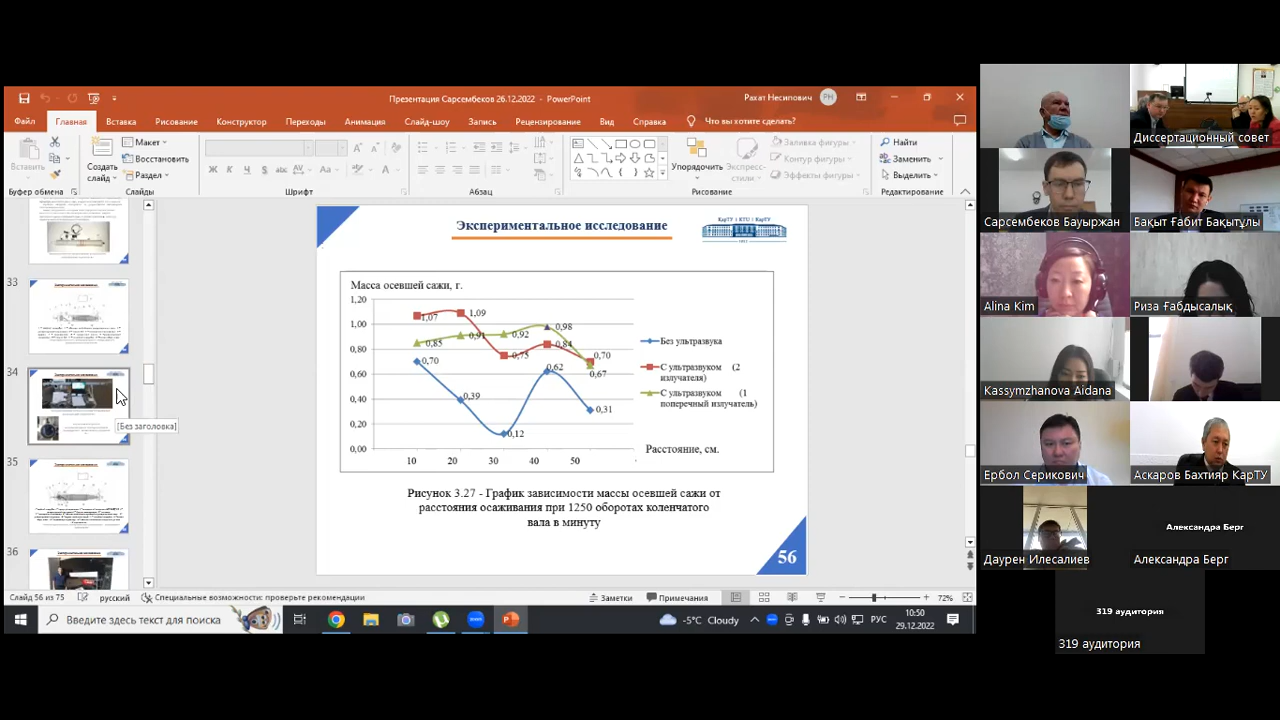 Презентация Сарсембеков 26.12.2022 - PowerPoint
Рахат Несипович
РН
Файл
Главная
Вставка
Рисование
Конструктор
Переходы
Анимация
Слайд-шоу
Запись
Рецензирование
Вид
Справка
Что вы хотите сделать?
Вставить
Буфер обмена
Создать слайд
Макет
Восстановить
Раздел
Слайды
Ж К Ч S abc AV Aa
Шрифт
Абзац
Упорядочить
Экспресс-стили
Заливка фигуры
Контур фигуры
Эффекты фигуры
Рисование
Найти
Заменить
Выделить
Редактирование
33
34
[Без заголовка]
35
36
Экспериментальное исследование
КарТУ | KTU | КарТУ
Масса осевшей сажи, г.
1,20
1,00
0,80
0,60
0,40
0,20
0,00
1,07
1,09
0,75
0,84
0,70
0,85
0,91
0,92
0,98
0,67
0,70
0,39
0,12
0,62
0,31
10 20 30 40 50
Расстояние, см.
Без ультразвука
С ультразвуком (2
излучателя)
С ультразвуком (1
поперечный излучатель)
Рисунок 3.27 - График зависимости массы осевшей сажи от
расстояния осаживания при 1250 оборотах коленчатого
вала в минуту
56
Слайд 56 из 75
русский
Специальные возможности: проверьте рекомендации
Заметки
Примечания
72%
Введите здесь текст для поиска
-5°C Cloudy
РУС
10:50
29.12.2022
Диссертационный совет
Сарсембеков Бауыржан
Бақыт Ғабит Бақытұлы
Alina Kim
Риза Ғабдысалық
Kassymzhanova Aidana
Ербол Серикович
Аскаров Бахтияр КарТУ
Даурен Илесалиев
Александра Берг
Александра Берг
319 аудитория
319 аудитория